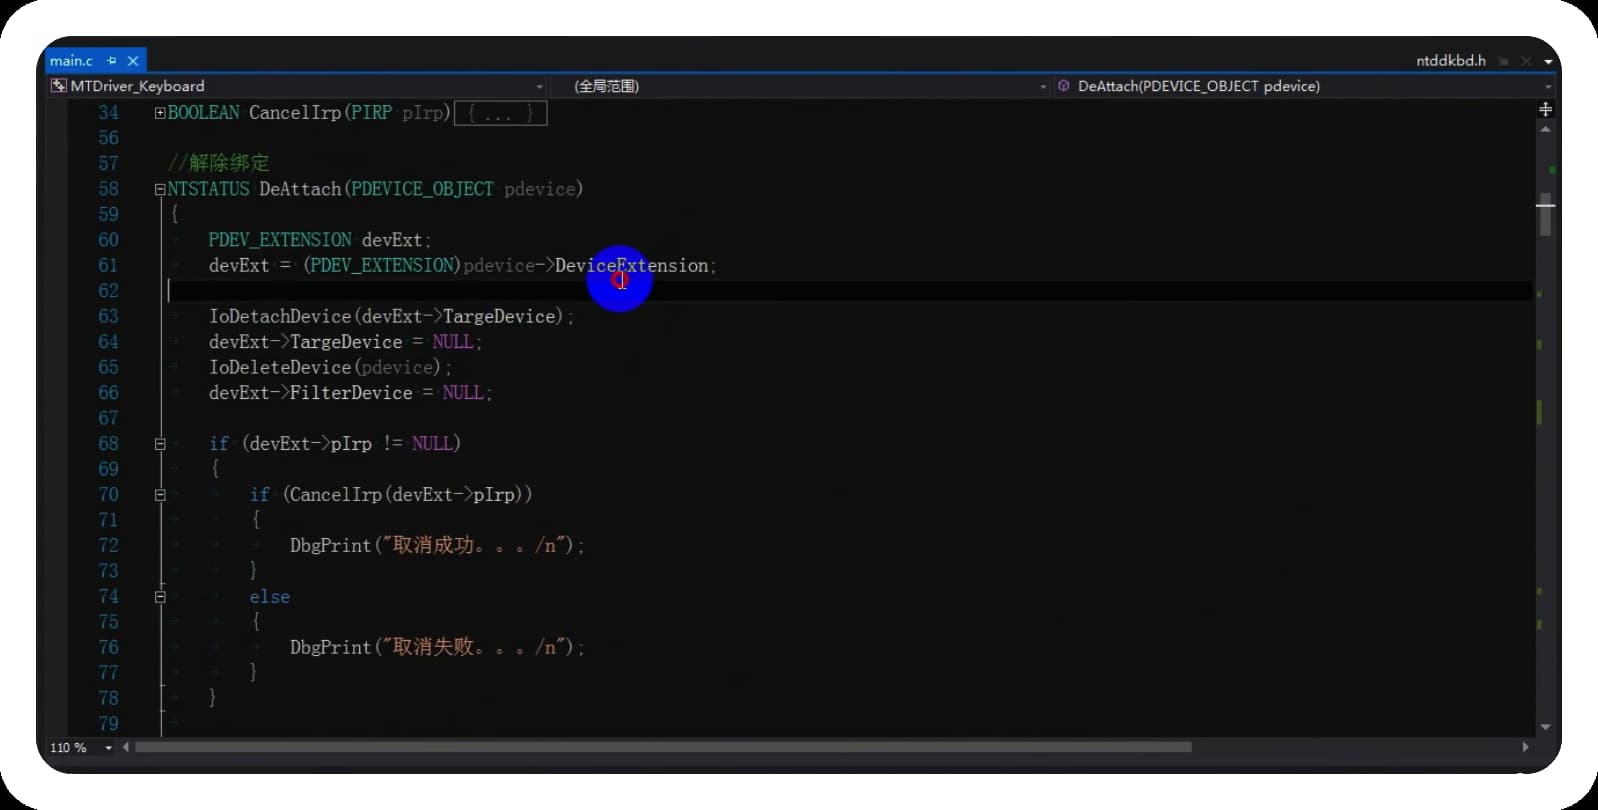 main.c
ntddkbd.h
MTDriver_Keyboard (全局范围) DeAttach(PDEVICE_OBJECT pdevice)
34 BOOLEAN CancelIrp(PIRP pIrp){ ... }
56
57 //解除绑定
58 NTSTATUS DeAttach(PDEVICE_OBJECT pdevice)
59 {
60 PDEV_EXTENSION devExt;
61 devExt = (PDEV_EXTENSION)pdevice->DeviceExtension;
62
63 IoDetachDevice(devExt->TargeDevice);
64 devExt->TargeDevice = NULL;
65 IoDeleteDevice(pdevice);
66 devExt->FilterDevice = NULL;
67
68 if (devExt->pIrp != NULL)
69 {
70 if (CancelIrp(devExt->pIrp))
71 {
72 DbgPrint("取消成功。。。/n");
73 }
74 else
75 {
76 DbgPrint("取消失败。。。/n");
77 }
78 }
79
110 %